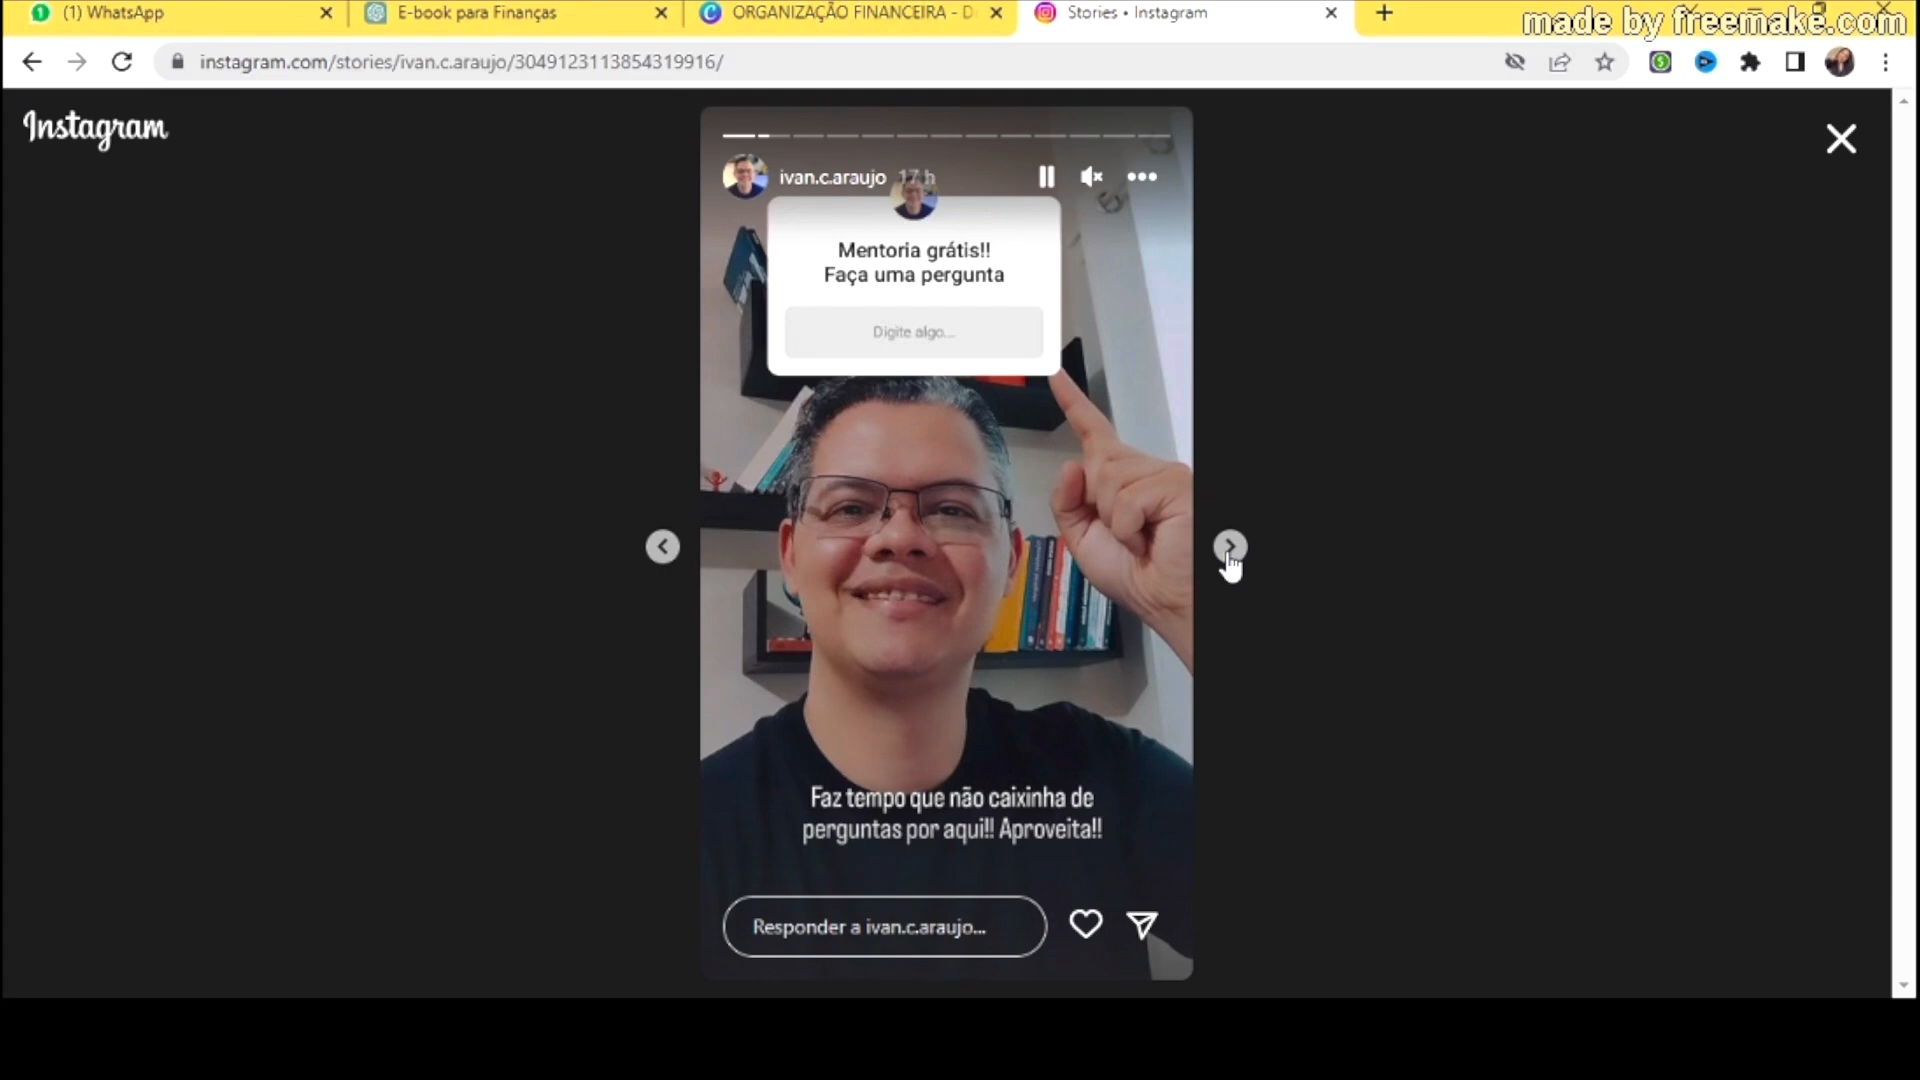 (1) WhatsApp
E-book para Finanças
ORGANIZAÇÃO FINANCEIRA - D
Stories • Instagram
made by freemake.com
instagram.com/stories/ivan.c.araujo/3049123113854319916/
Instagram
ivan.c.araujo 17 h
Mentoria grátis!!
Faça uma pergunta
Digite algo...
Faz tempo que não caixinha de
perguntas por aqui!! Aproveita!!
Responder a ivan.c.araujo...